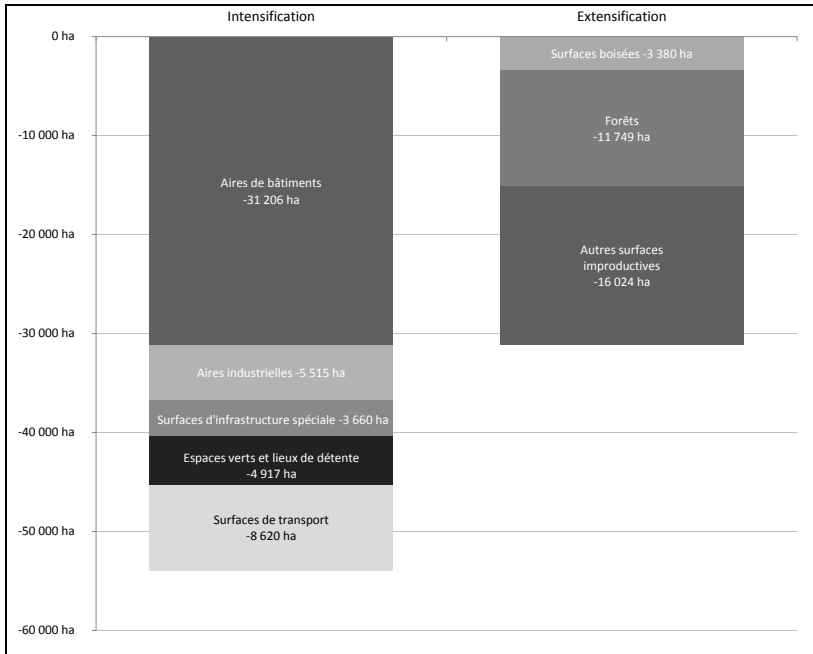 Intensification
Extensification
0 ha
-10 000 ha
-20 000 ha
-30 000 ha
-40 000 ha
-50 000 ha
-60 000 ha
Aires de bâtiments
-31 206 ha
Aires industrielles -5 515 ha
Surfaces d'infrastructure spéciale -3 660 ha
Espaces verts et lieux de détente
-4 917 ha
Surfaces de transport
-8 620 ha
Surfaces boisées -3 380 ha
Forêts
-11 749 ha
Autres surfaces
improductives
-16 024 ha